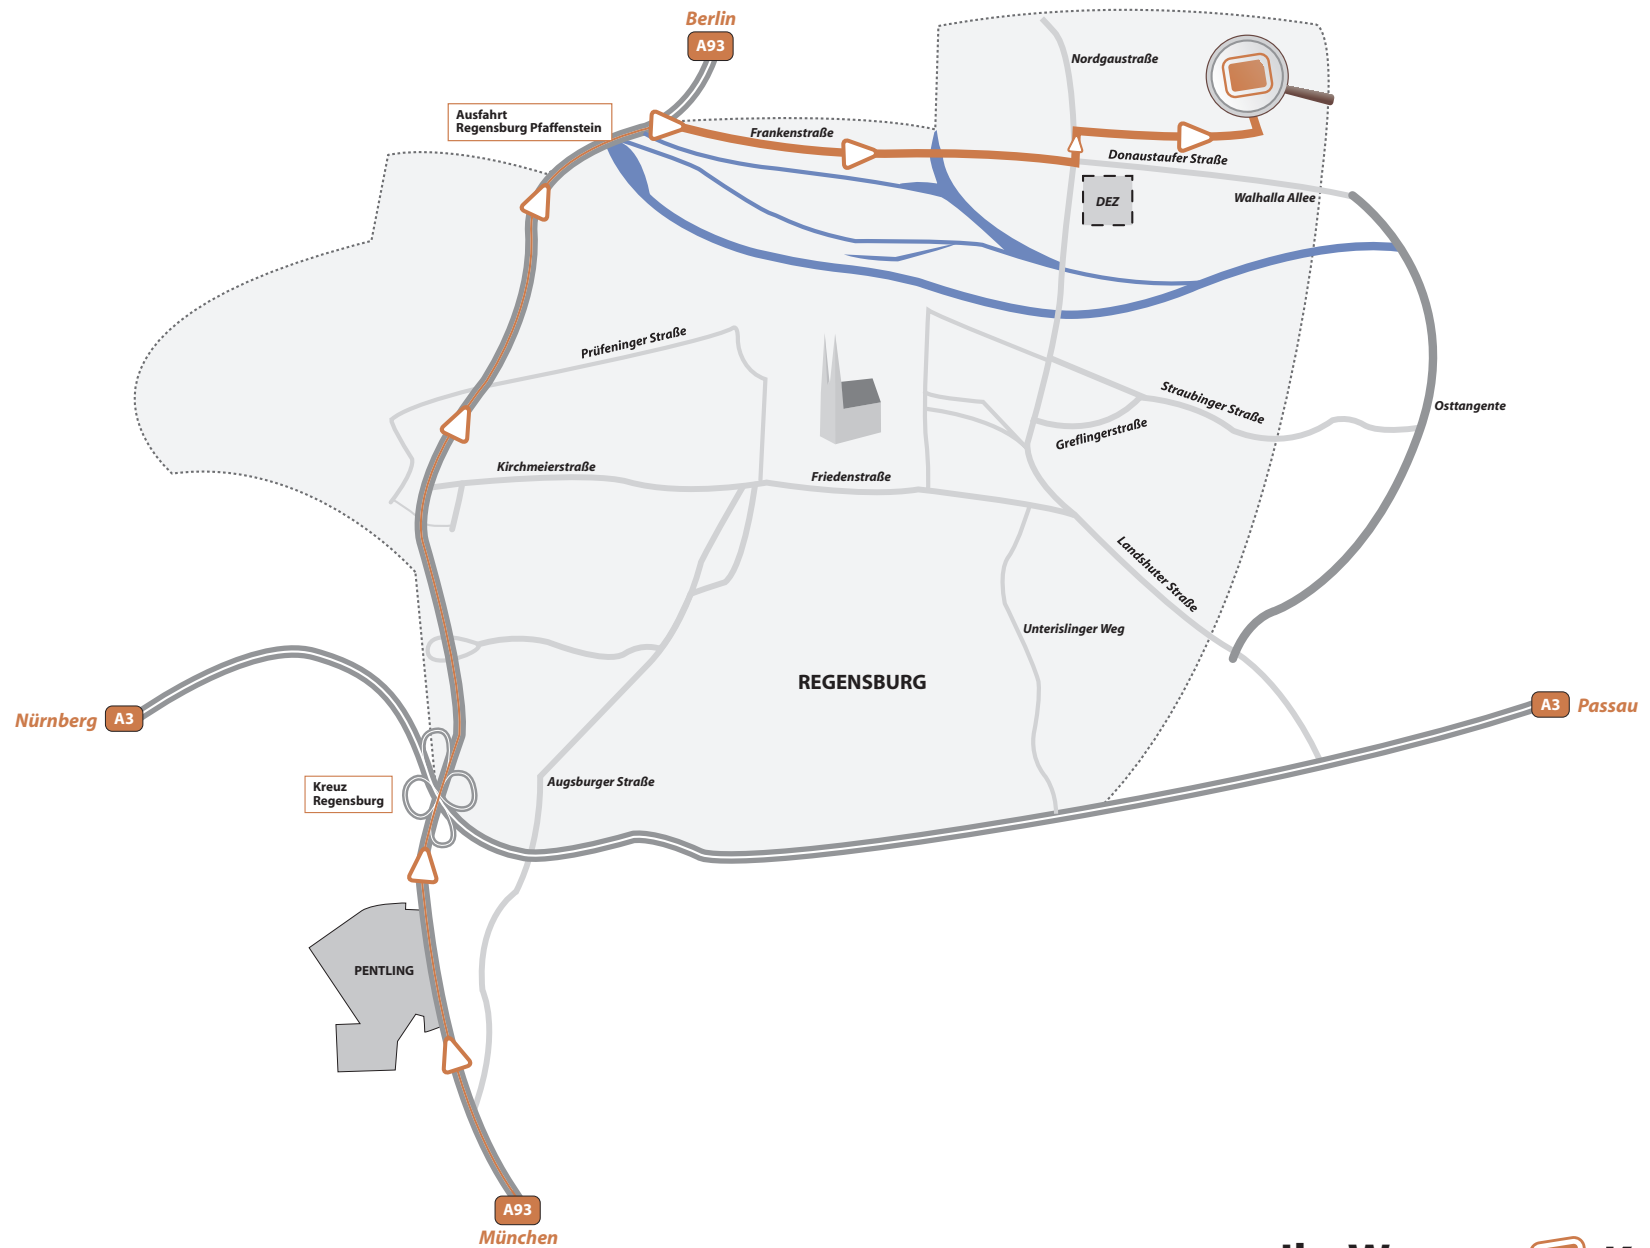 Berlin
A93
Nordgaustraße
Ausfahrt
Regensburg Pfaffenstein
Frankenstraße
Donaustaufer Straße
Walhalla Allee
DEZ
Prüfeninger Straße
Straubinger Straße
Osttangente
Greflingerstraße
Kirchmeierstraße
Friedenstraße
Landshuter Straße
Unterislinger Weg
REGENSBURG
Nürnberg
A3
A3
Passau
Kreuz
Regensburg
Augsburger Straße
PENTLING
A93
München